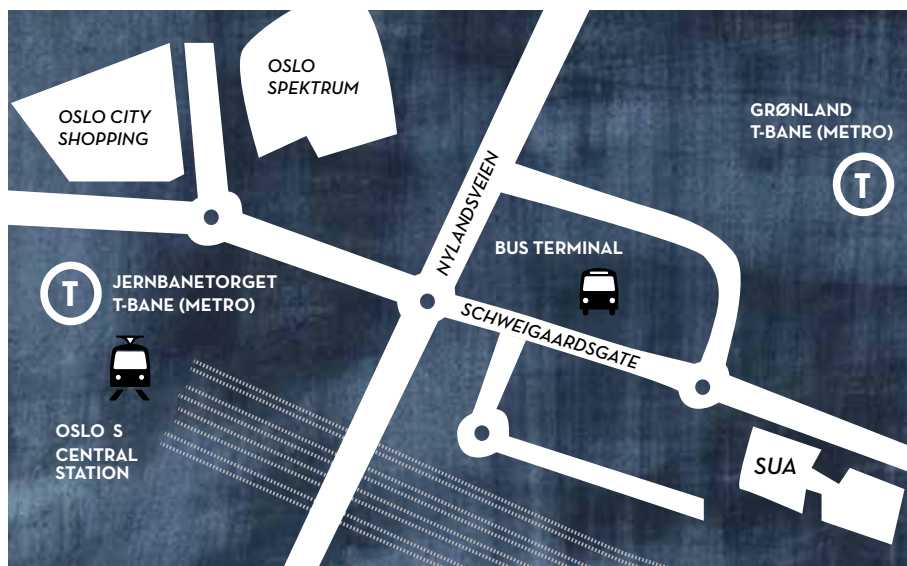 OSLO CITY
SHOPPING
OSLO
SPEKTRUM
GRØNLAND
T-BANE (METRO)
T
NYLANDSVEIEN
BUS TERMINAL
T
JERNBANETORGET
T-BANE (METRO)
SCHWEIGAARDSGATE
OSLO S
CENTRAL
STATION
SUA